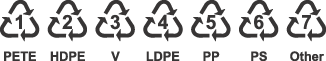 1 2 3 4 5 6 7
PETE HDPE V LDPE PP PS Other